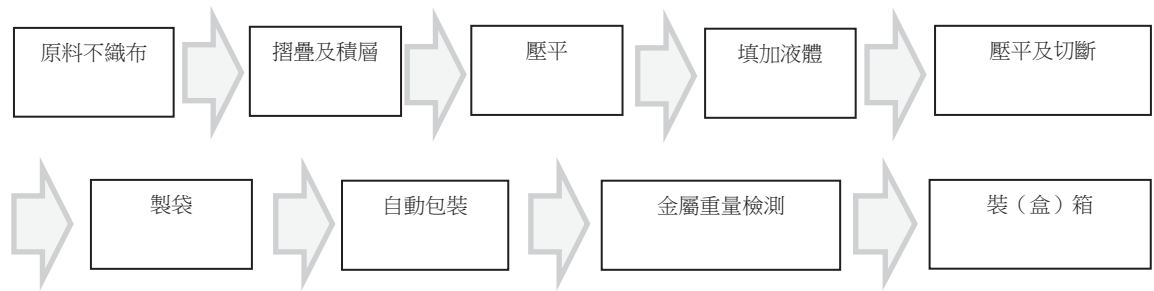 原料不織布
摺疊及積層
壓平
填加液體
壓平及切斷
製袋
自動包裝
金屬重量檢測
裝（盒）箱